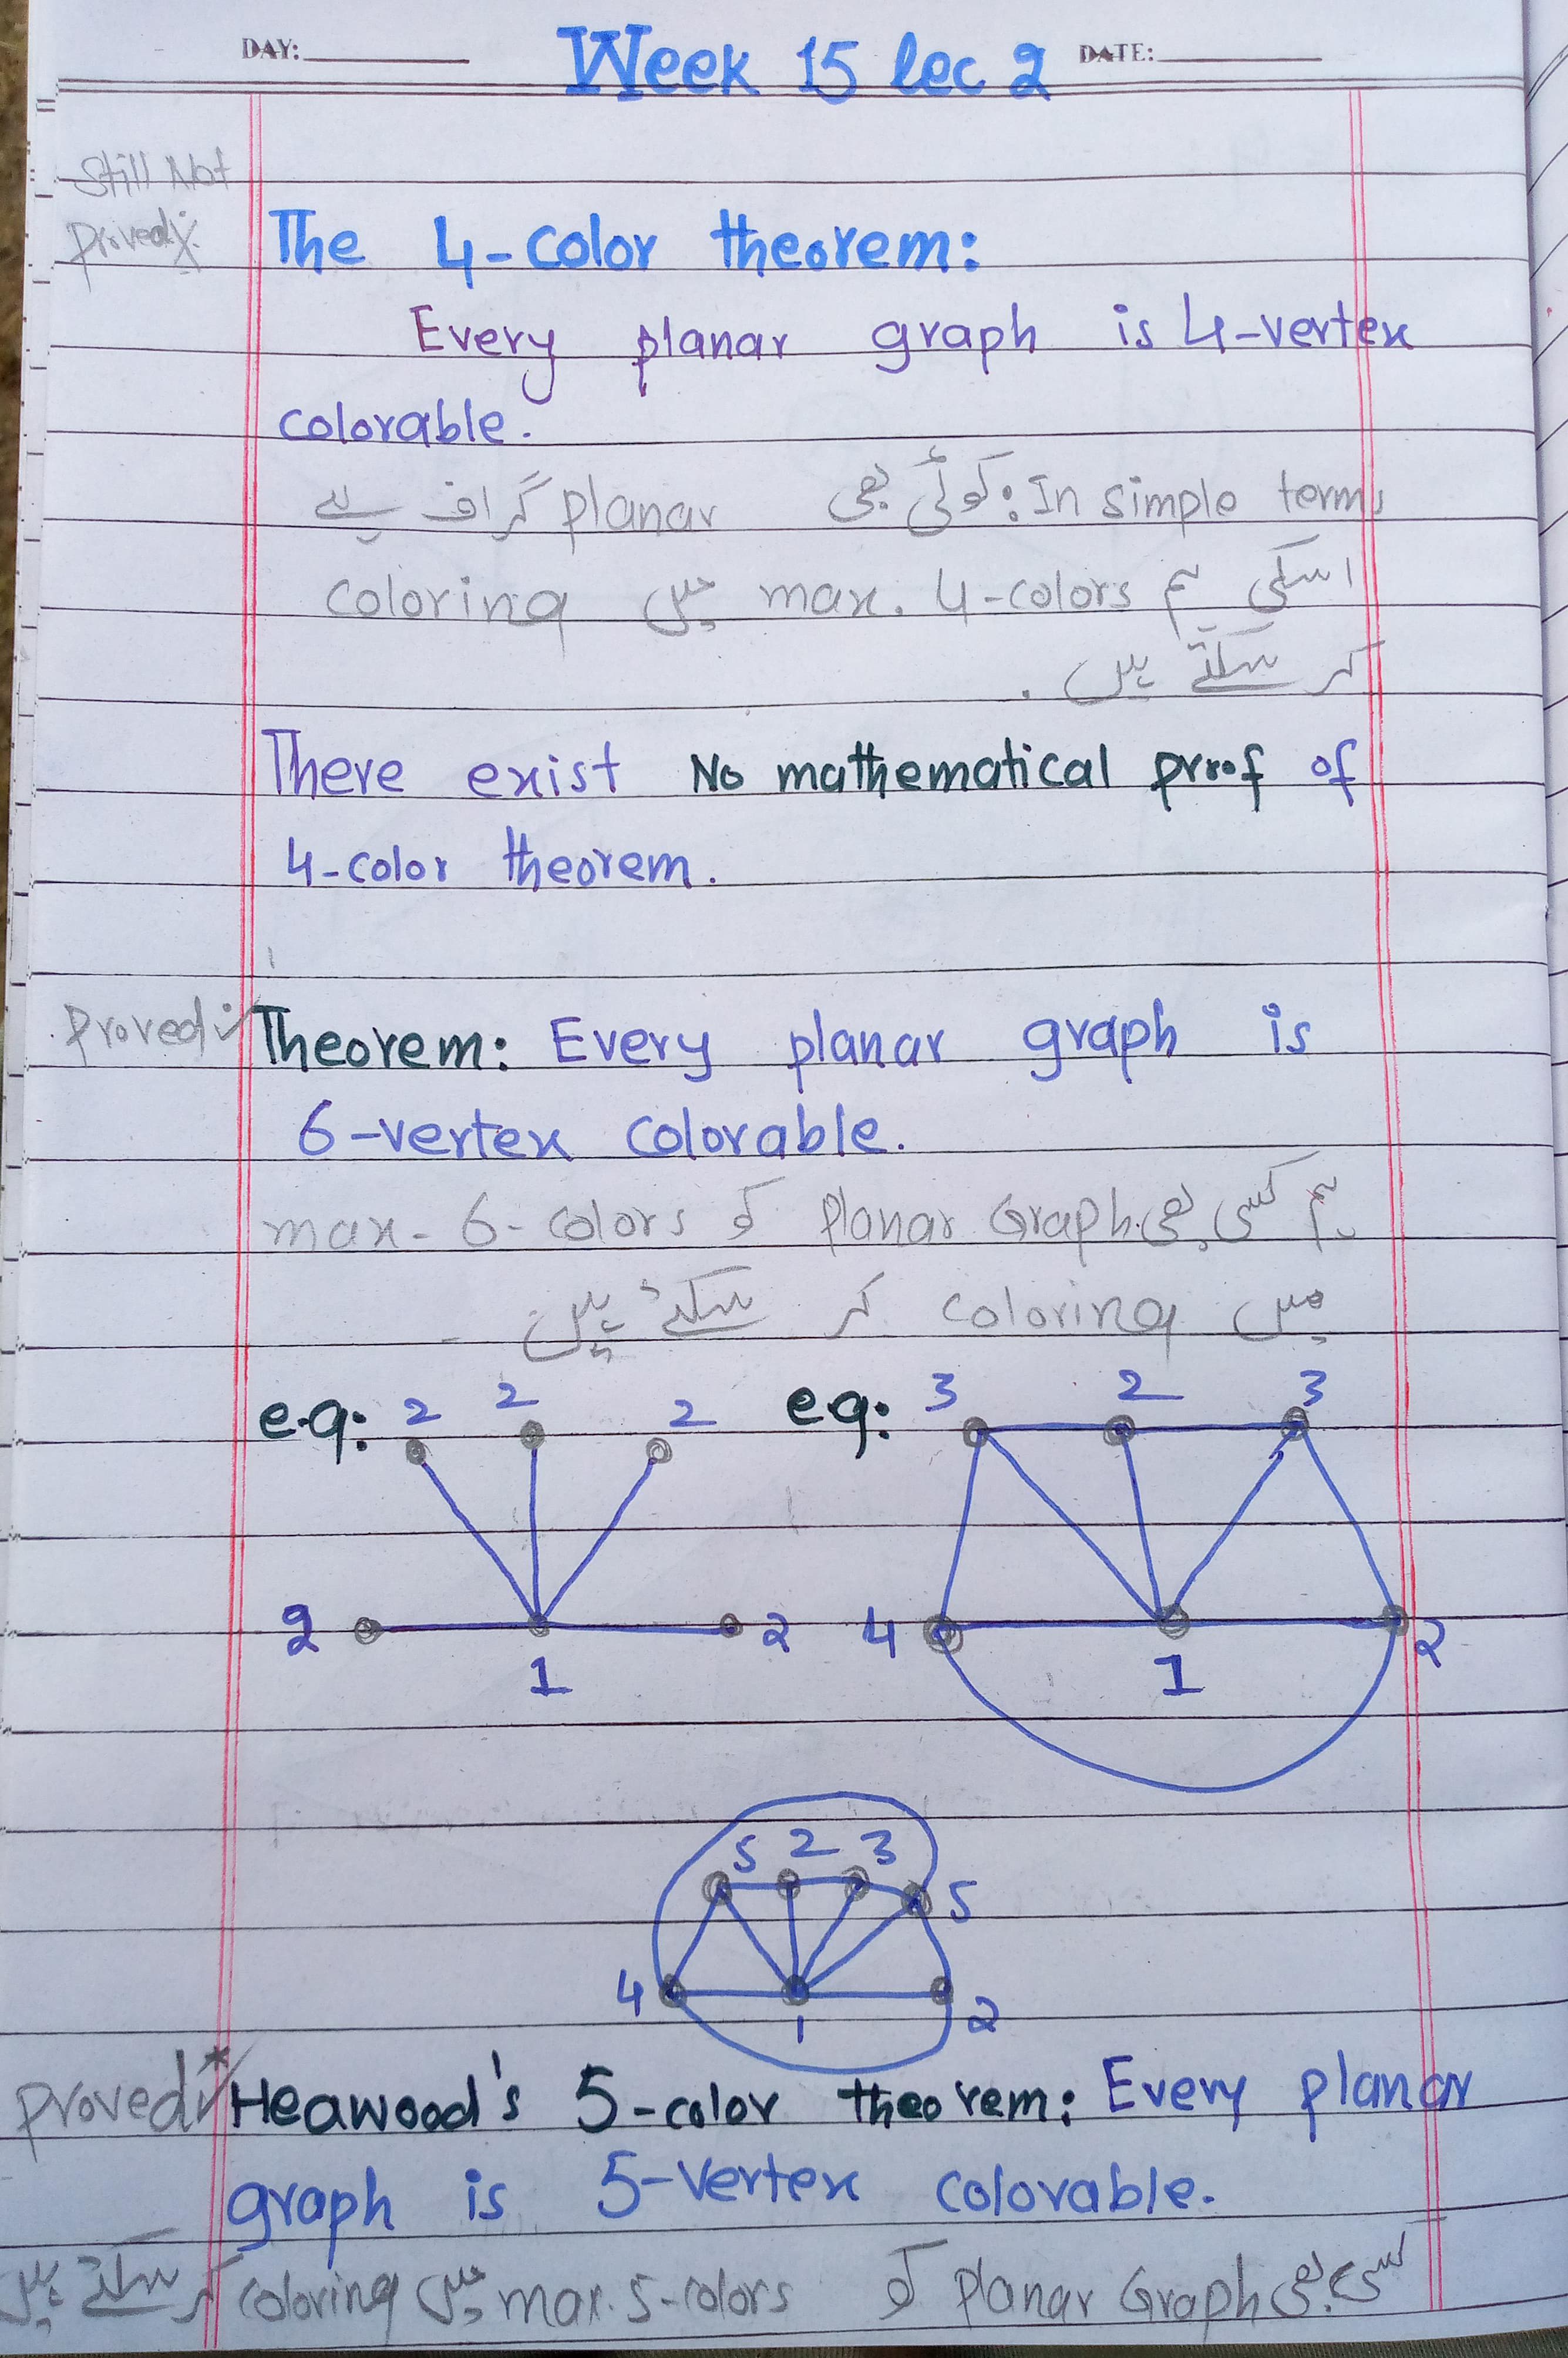 DAY: Week 15 lec 2 DATE:
Still Not
Prived X
The 4-color theorem:
Every planar graph is 4-vertex
colorable.
In simple terms: کوئی بھی planar گراف ہے
اسکی ہم max. 4-colors میں coloring
کر سکتے ہیں .
There exist No mathematical proof of
4-color theorem.
Proved ✓ Theorem: Every planar graph is
6-vertex colorable.
ہم کسی بھی Planar Graph کو max- 6-colors
میں coloring کر سکتے ہیں -
e.g: 2 2 2
2 1 2
eg: 3 2 3
4 1 2
5 2 3 5
4 1 2
proved ✓ * Heawood's 5-color theorem: Every planar
graph is 5-Vertex colorable.
کسی بھی Planar Graph کو max. 5-colors میں coloring کر سکتے ہیں